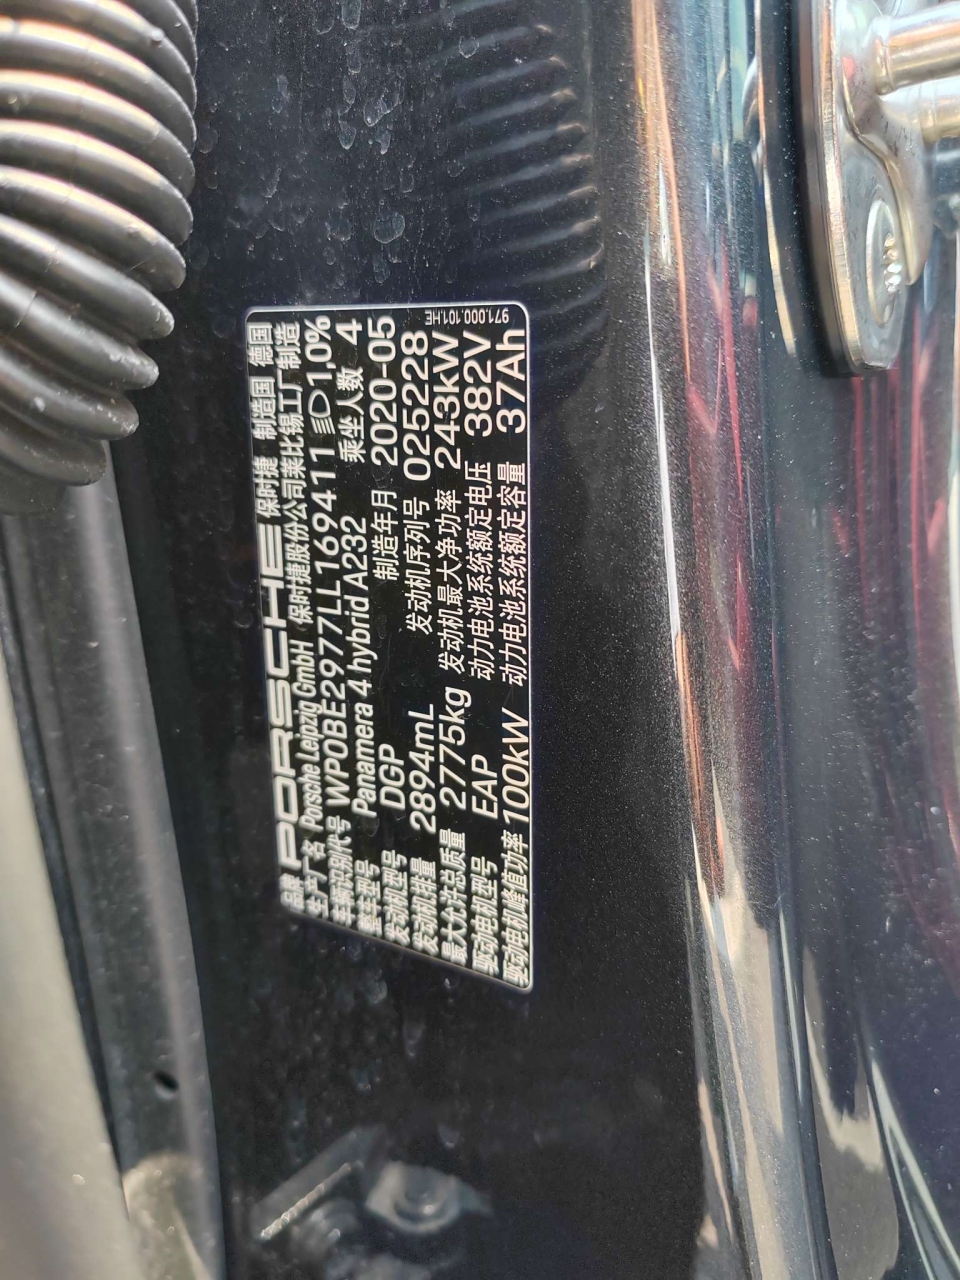 品牌 PORSCHE 保时捷 制造国 德国
生产厂名 Porsche Leipzig GmbH 保时捷股份公司莱比锡工厂制造
车辆识别代号 WP0BE2977LL169411 1,0%
整车型号 Panamera 4 hybrid A232 乘坐人数 4
发动机型号 DGP 制造年月 2020-05
发动机排量 2894mL 发动机序列号 025228
最大允许总质量 2775kg 发动机最大净功率 243kW
驱动电机型号 EAP 动力电池系统额定电压 382V
驱动电机峰值功率 100kW 动力电池系统额定容量 37Ah
971.000.101.HE